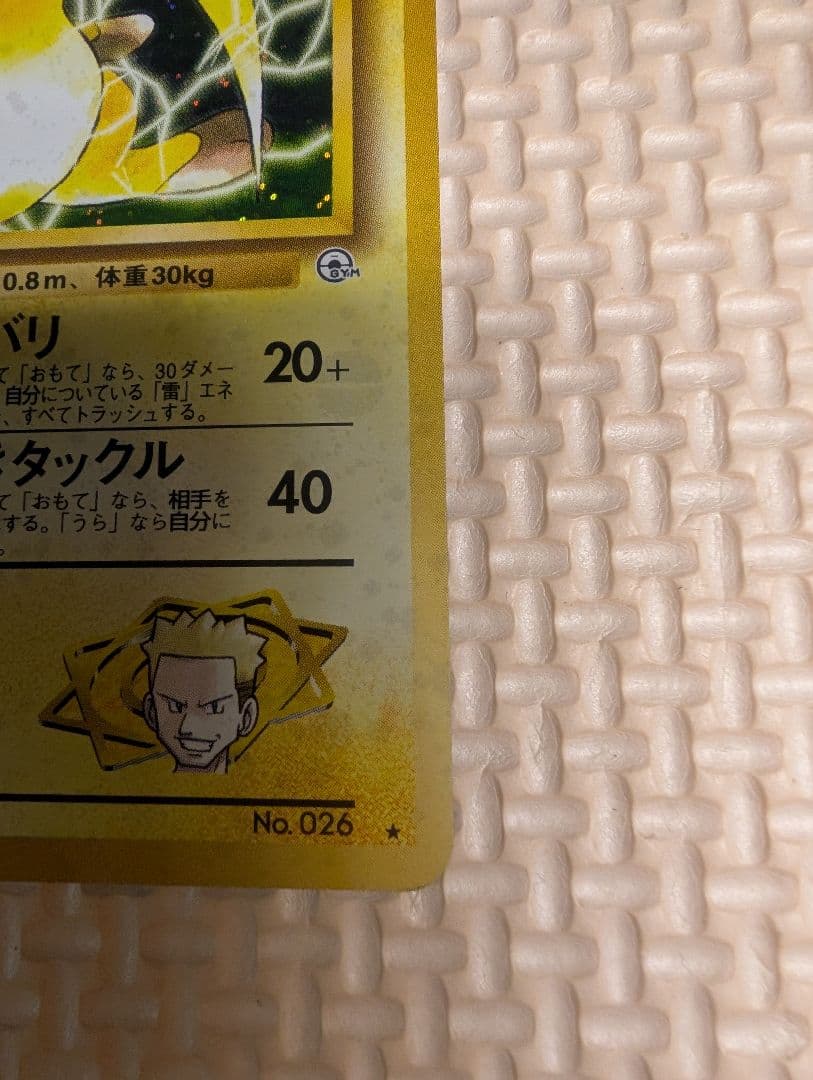 0.8m、体重30kg
GYM
バリ
20+
て「おもて」なら、30ダメー
自分についている「雷」エネ
、すべてトラッシュする。
タックル
40
て「おもて」なら、相手を
する。「うら」なら自分に
。
No. 026 ★